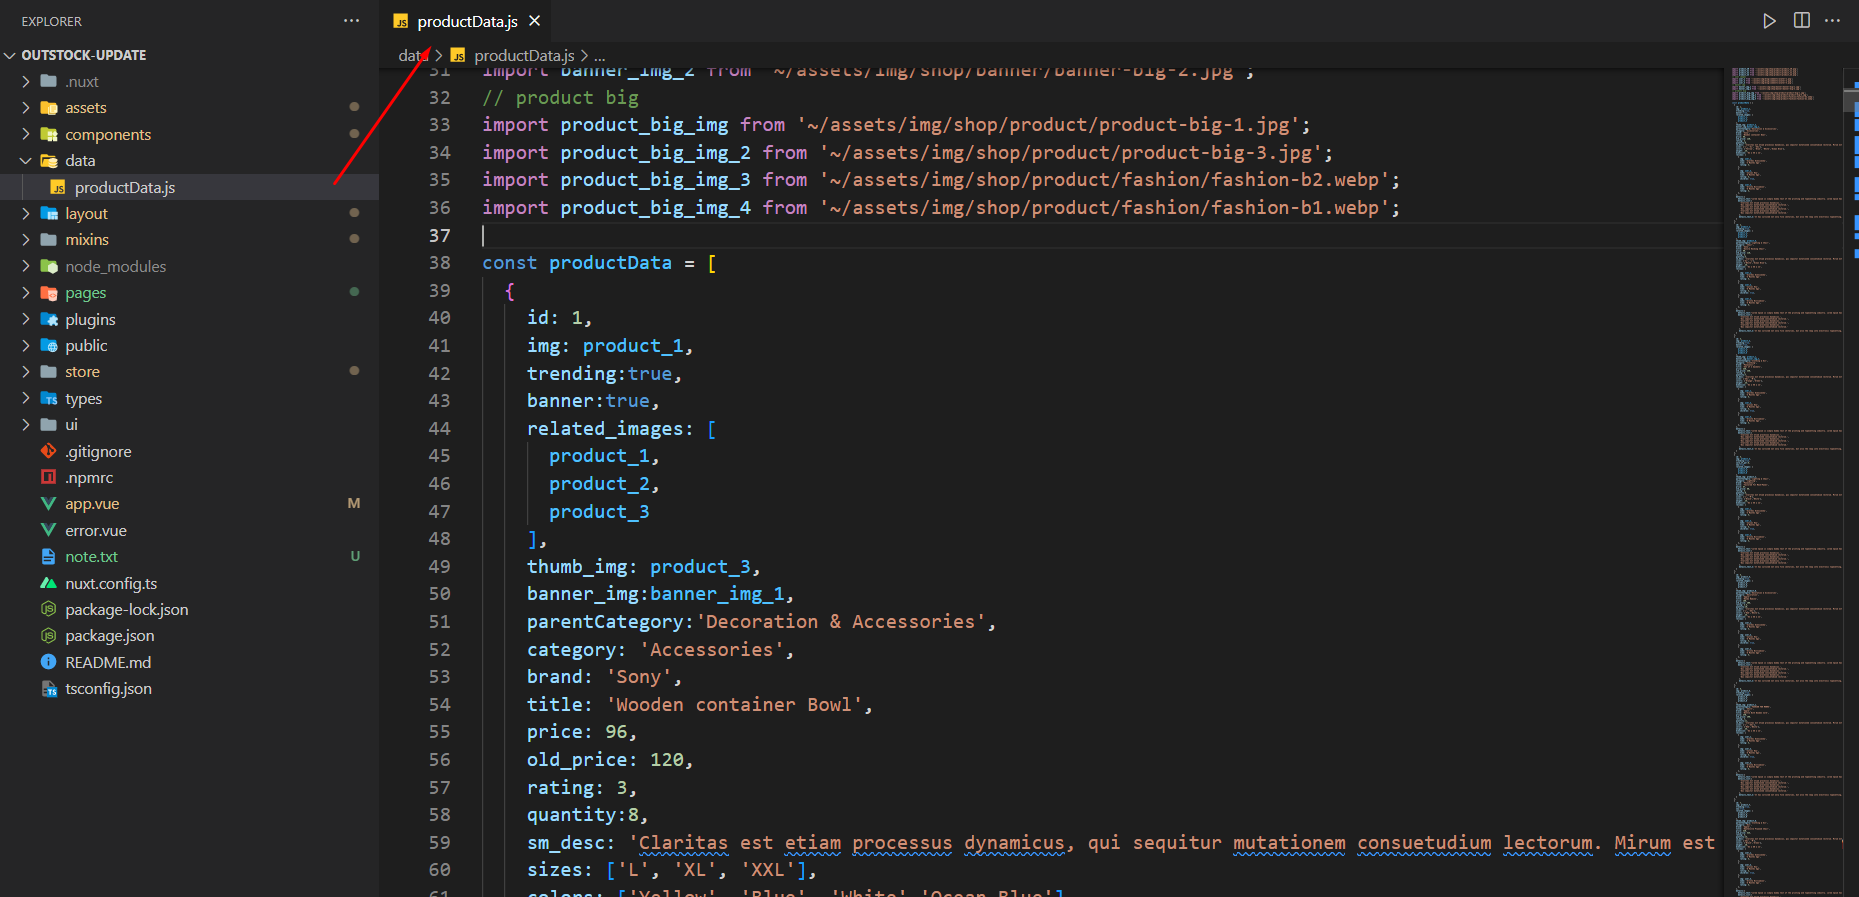 EXPLORER
OUTSTOCK-UPDATE
.nuxt
assets
components
data
productData.js
layout
mixins
node_modules
pages
plugins
public
store
types
ui
.gitignore
.npmrc
app.vue M
error.vue
note.txt U
nuxt.config.ts
package-lock.json
package.json
README.md
tsconfig.json
productData.js
data > productData.js > ...
31 import banner_img_2 from '~/assets/img/shop/banner/banner-big-2.jpg';
32 // product big
33 import product_big_img from '~/assets/img/shop/product/product-big-1.jpg';
34 import product_big_img_2 from '~/assets/img/shop/product/product-big-3.jpg';
35 import product_big_img_3 from '~/assets/img/shop/product/fashion/fashion-b2.webp';
36 import product_big_img_4 from '~/assets/img/shop/product/fashion/fashion-b1.webp';
37
38 const productData = [
39 {
40 id: 1,
41 img: product_1,
42 trending:true,
43 banner:true,
44 related_images: [
45 product_1,
46 product_2,
47 product_3
48 ],
49 thumb_img: product_3,
50 banner_img:banner_img_1,
51 parentCategory:'Decoration & Accessories',
52 category: 'Accessories',
53 brand: 'Sony',
54 title: 'Wooden container Bowl',
55 price: 96,
56 old_price: 120,
57 rating: 3,
58 quantity:8,
59 sm_desc: 'Claritas est etiam processus dynamicus, qui sequitur mutationem consuetudium lectorum. Mirum est
60 sizes: ['L', 'XL', 'XXL'],
61 colors: ['Yellow', 'Blue', 'White','Ocean Blue']